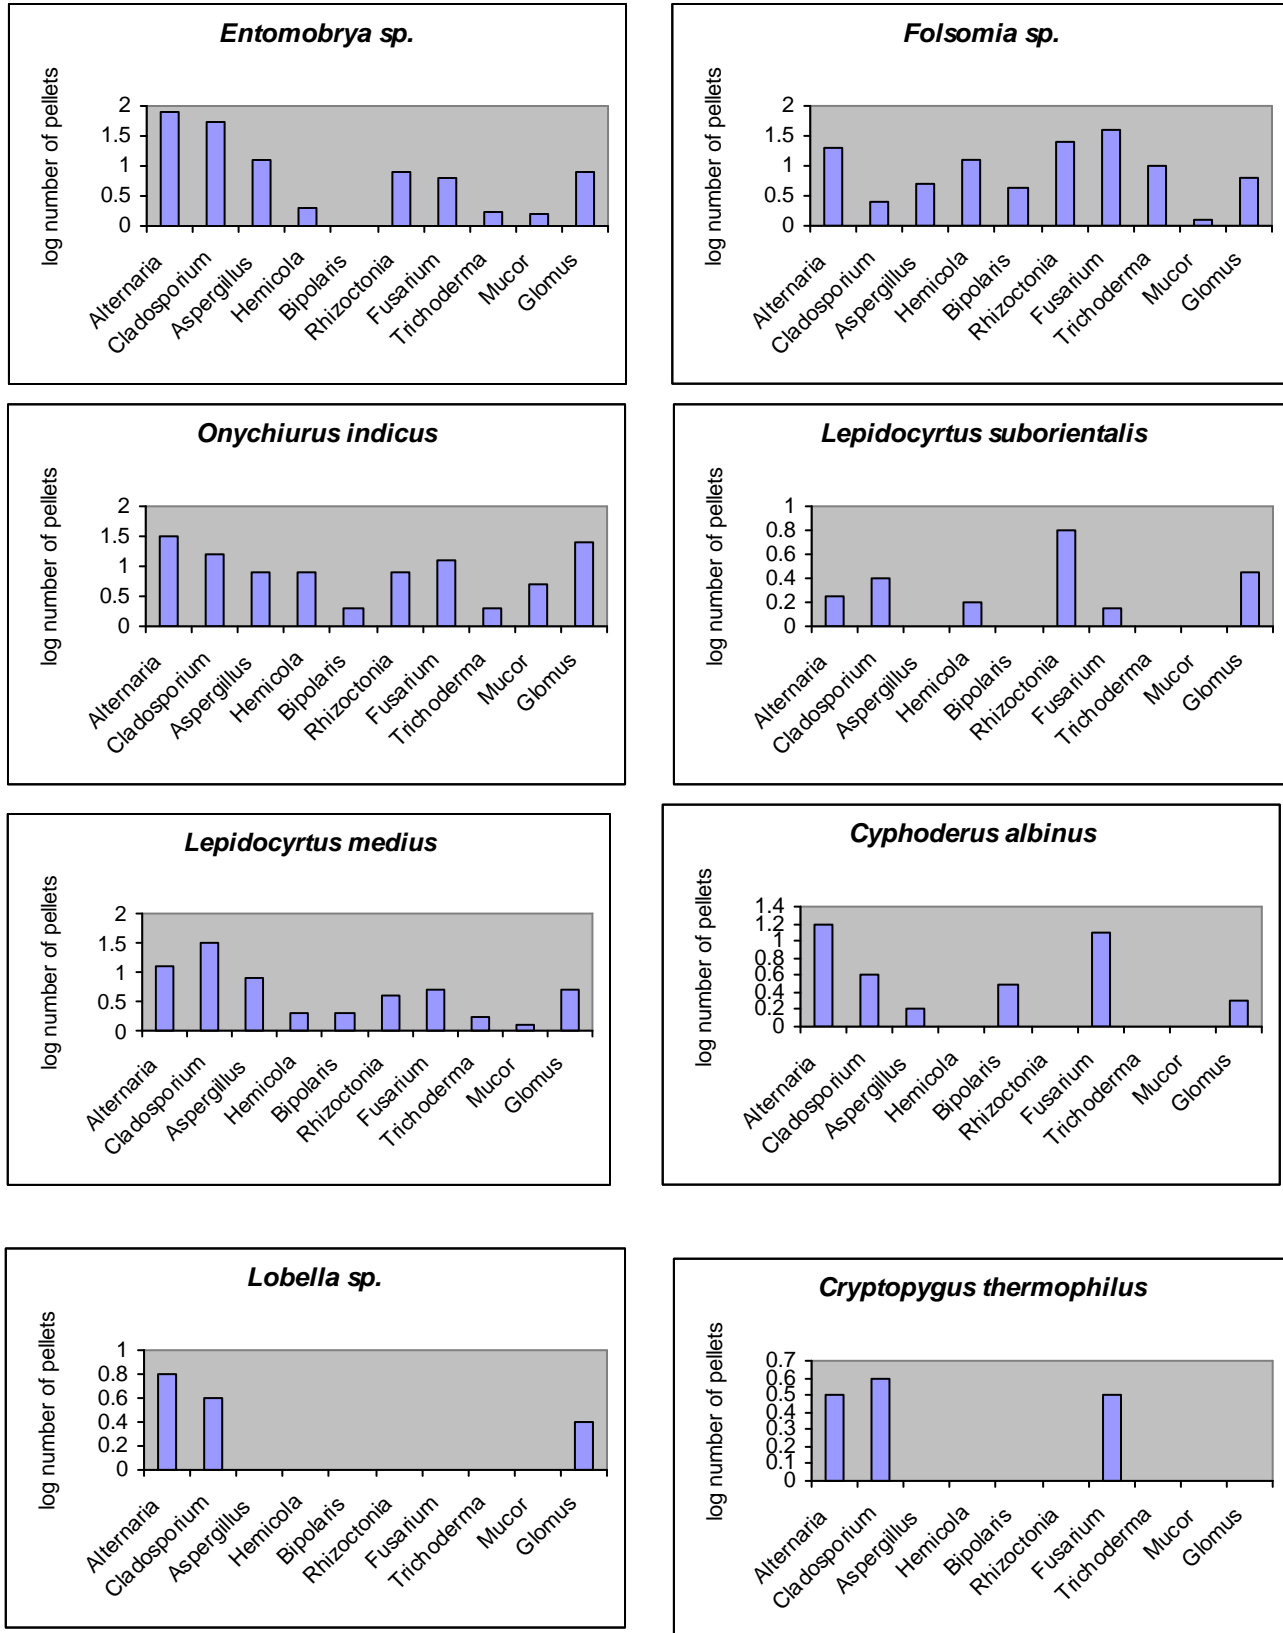 Entomobrya sp.
log number of pellets
2
1.5
1
0.5
0
Alternaria
Cladosporium
Aspergillus
Hemicola
Bipolaris
Rhizoctonia
Fusarium
Trichoderma
Mucor
Glomus
Folsomia sp.
log number of pellets
2
1.5
1
0.5
0
Alternaria
Cladosporium
Aspergillus
Hemicola
Bipolaris
Rhizoctonia
Fusarium
Trichoderma
Mucor
Glomus
Onychiurus indicus
log number of pellets
2
1.5
1
0.5
0
Alternaria
Cladosporium
Aspergillus
Hemicola
Bipolaris
Rhizoctonia
Fusarium
Trichoderma
Mucor
Glomus
Lepidocyrtus suborientalis
log number of pellets
1
0.8
0.6
0.4
0.2
0
Alternaria
Cladosporium
Aspergillus
Hemicola
Bipolaris
Rhizoctonia
Fusarium
Trichoderma
Mucor
Glomus
Lepidocyrtus medius
log number of pellets
2
1.5
1
0.5
0
Alternaria
Cladosporium
Aspergillus
Hemicola
Bipolaris
Rhizoctonia
Fusarium
Trichoderma
Mucor
Glomus
Cyphoderus albinus
log number of pellets
1.4
1.2
1
0.8
0.6
0.4
0.2
0
Alternaria
Cladosporium
Aspergillus
Hemicola
Bipolaris
Rhizoctonia
Fusarium
Trichoderma
Mucor
Glomus
Lobella sp.
log number of pellets
1
0.8
0.6
0.4
0.2
0
Alternaria
Cladosporium
Aspergillus
Hemicola
Bipolaris
Rhizoctonia
Fusarium
Trichoderma
Mucor
Glomus
Cryptopygus thermophilus
log number of pellets
0.7
0.6
0.5
0.4
0.3
0.2
0.1
0
Alternaria
Cladosporium
Aspergillus
Hemicola
Bipolaris
Rhizoctonia
Fusarium
Trichoderma
Mucor
Glomus